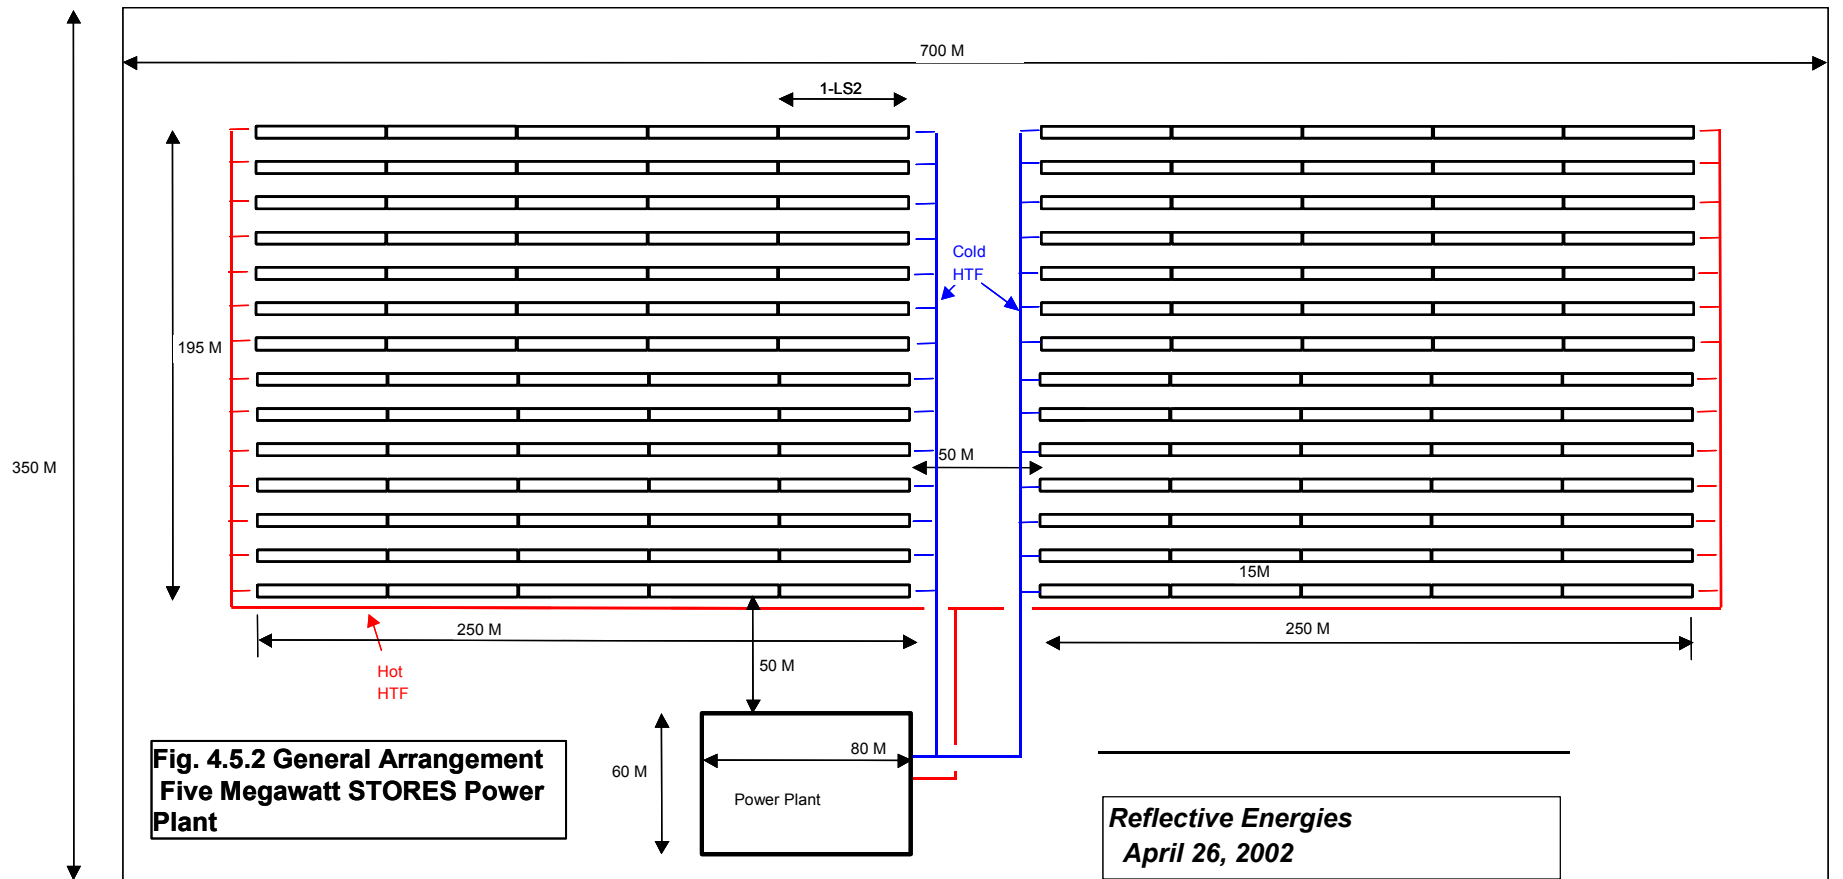 700 M
1-LS2
Cold
HTF
195 M
350 M
50 M
15M
250 M
250 M
Hot
HTF
50 M
80 M
60 M
Power Plant
Fig. 4.5.2 General Arrangement
Five Megawatt STORES Power
Plant
Reflective Energies
April 26, 2002